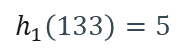 h₁(133) = 5